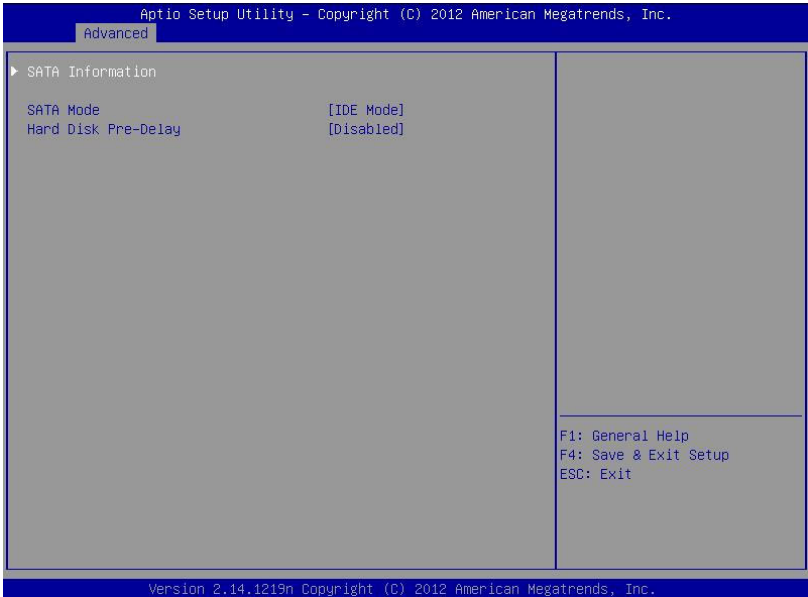 Aptio Setup Utility – Copyright (C) 2012 American Megatrends, Inc.
Advanced
SATA Information
SATA Mode [IDE Mode]
Hard Disk Pre-Delay [Disabled]
F1: General Help
F4: Save & Exit Setup
ESC: Exit
Version 2.14.1219n Copyright (C) 2012 American Megatrends, Inc.